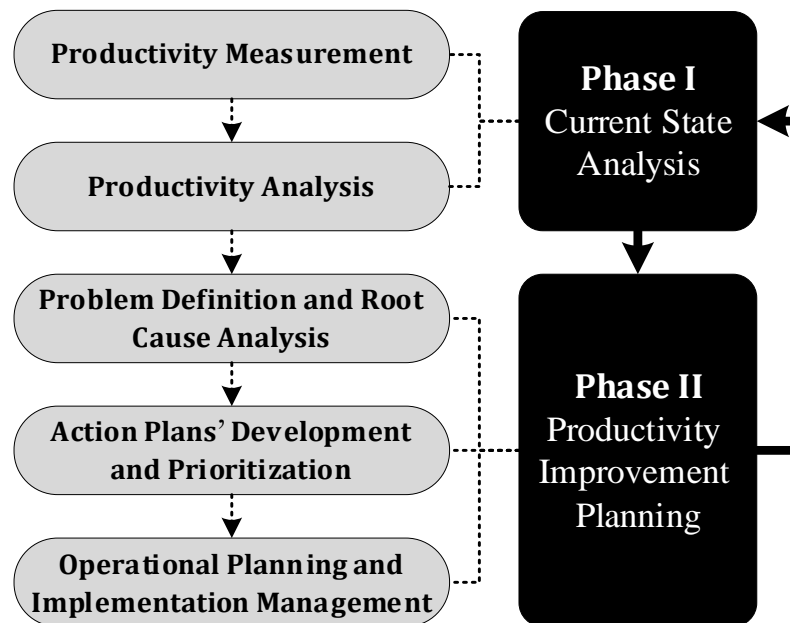 Productivity Measurement
Productivity Analysis
Problem Definition and Root
Cause Analysis
Action Plans’ Development
and Prioritization
Operational Planning and
Implementation Management
Phase I
Current State
Analysis
Phase II
Productivity
Improvement
Planning